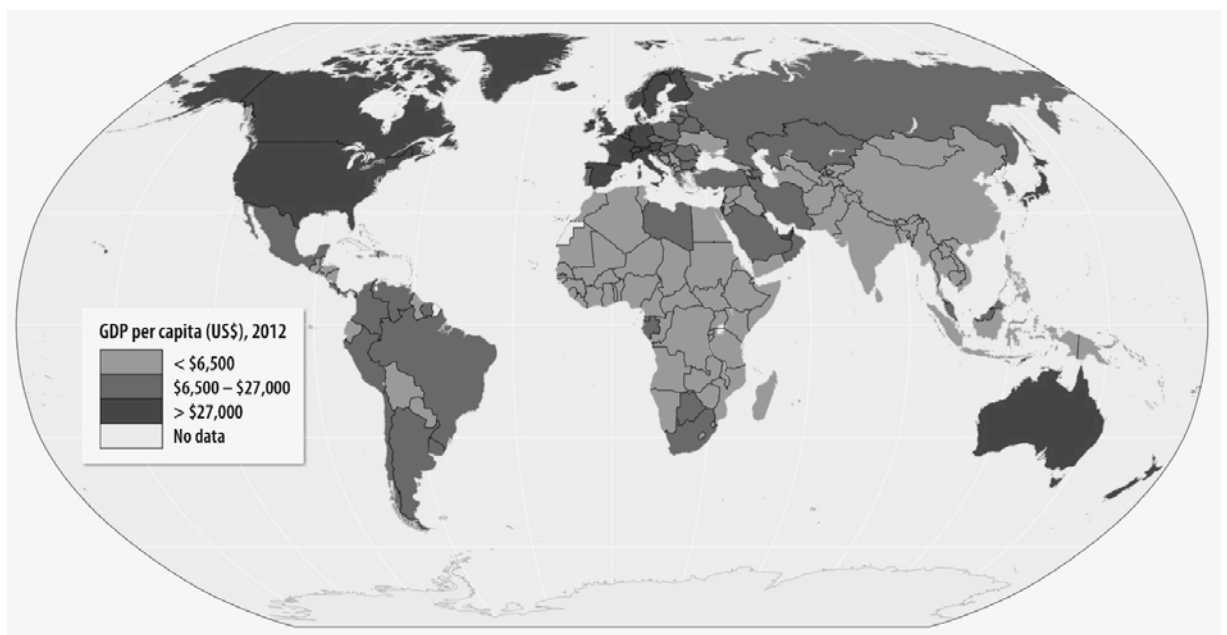 GDP per capita (US$), 2012
< $6,500
$6,500 – $27,000
> $27,000
No data